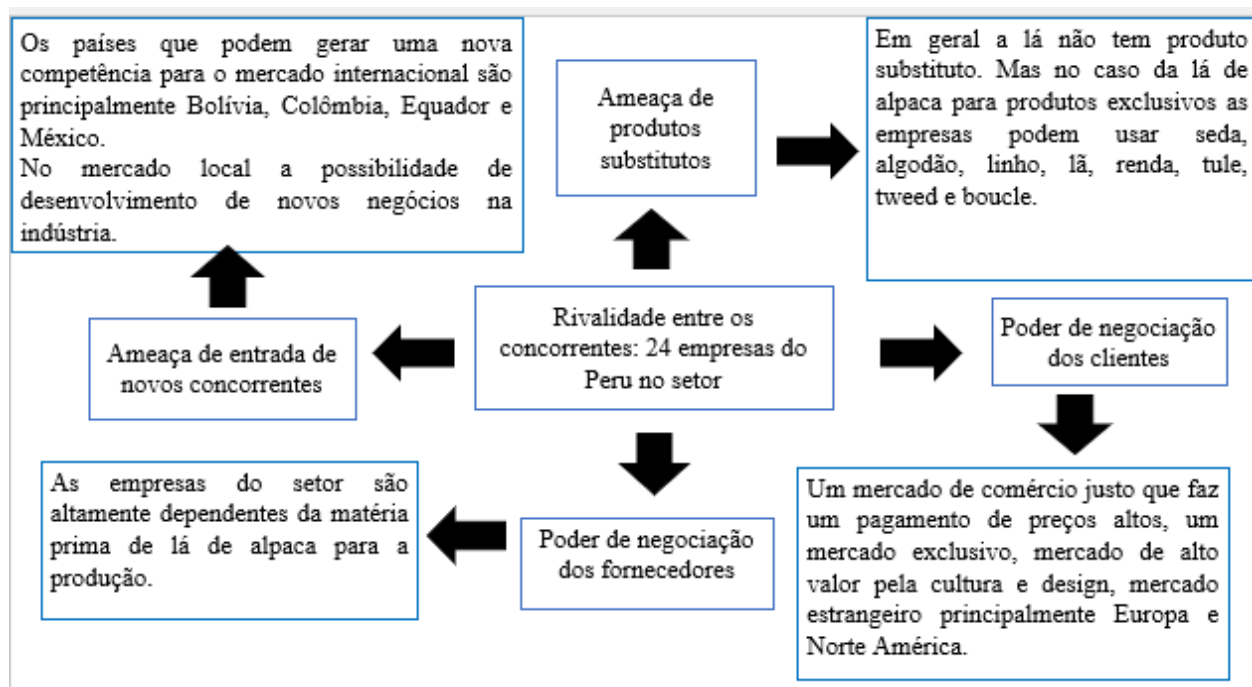 Os países que podem gerar uma nova
competência para o mercado internacional são
principalmente Bolívia, Colômbia, Equador e
México.
No mercado local a possibilidade de
desenvolvimento de novos negócios na
indústria.
Ameaça de
produtos
substitutos
Em geral a lá não tem produto
substituto. Mas no caso da lá de
alpaca para produtos exclusivos as
empresas podem usar seda,
algodão, linho, lã, renda, tule,
tweed e boucle.
Ameaça de entrada de
novos concorrentes
Rivalidade entre os
concorrentes: 24 empresas do
Peru no setor
Poder de negociação
dos clientes
As empresas do setor são
altamente dependentes da matéria
prima de lá de alpaca para a
produção.
Poder de negociação
dos fornecedores
Um mercado de comércio justo que faz
um pagamento de preços altos, um
mercado exclusivo, mercado de alto
valor pela cultura e design, mercado
estrangeiro principalmente Europa e
Norte América.